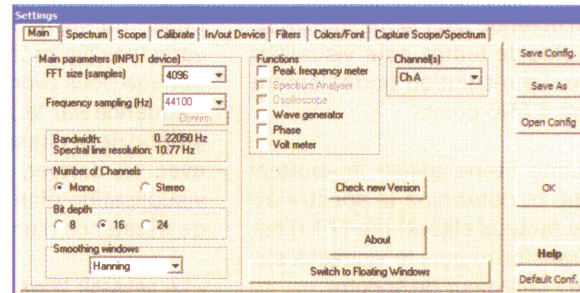 Settings
Main Spectrum Scope Calibrate In/out Device Filters Colors/Font Capture Scope/Spectrum
Main parameters (INPUT device)
FFT size (samples) 4096
Frequency sampling (Hz) 44100
Confirm
Bandwidth: 0..22050 Hz
Spectral line resolution: 10.77 Hz
Number of Channels
Mono Stereo
Bit depth
8 16 24
Smoothing windows
Hanning
Functions
Peak frequency meter
Spectrum Analyser
Oscilloscope
Wave generator
Phase
Volt meter
Channel(s)
Ch A
Check new Version
About
Switch to Floating Windows
Save Config.
Save As
Open Config
OK
Help
Default Conf.